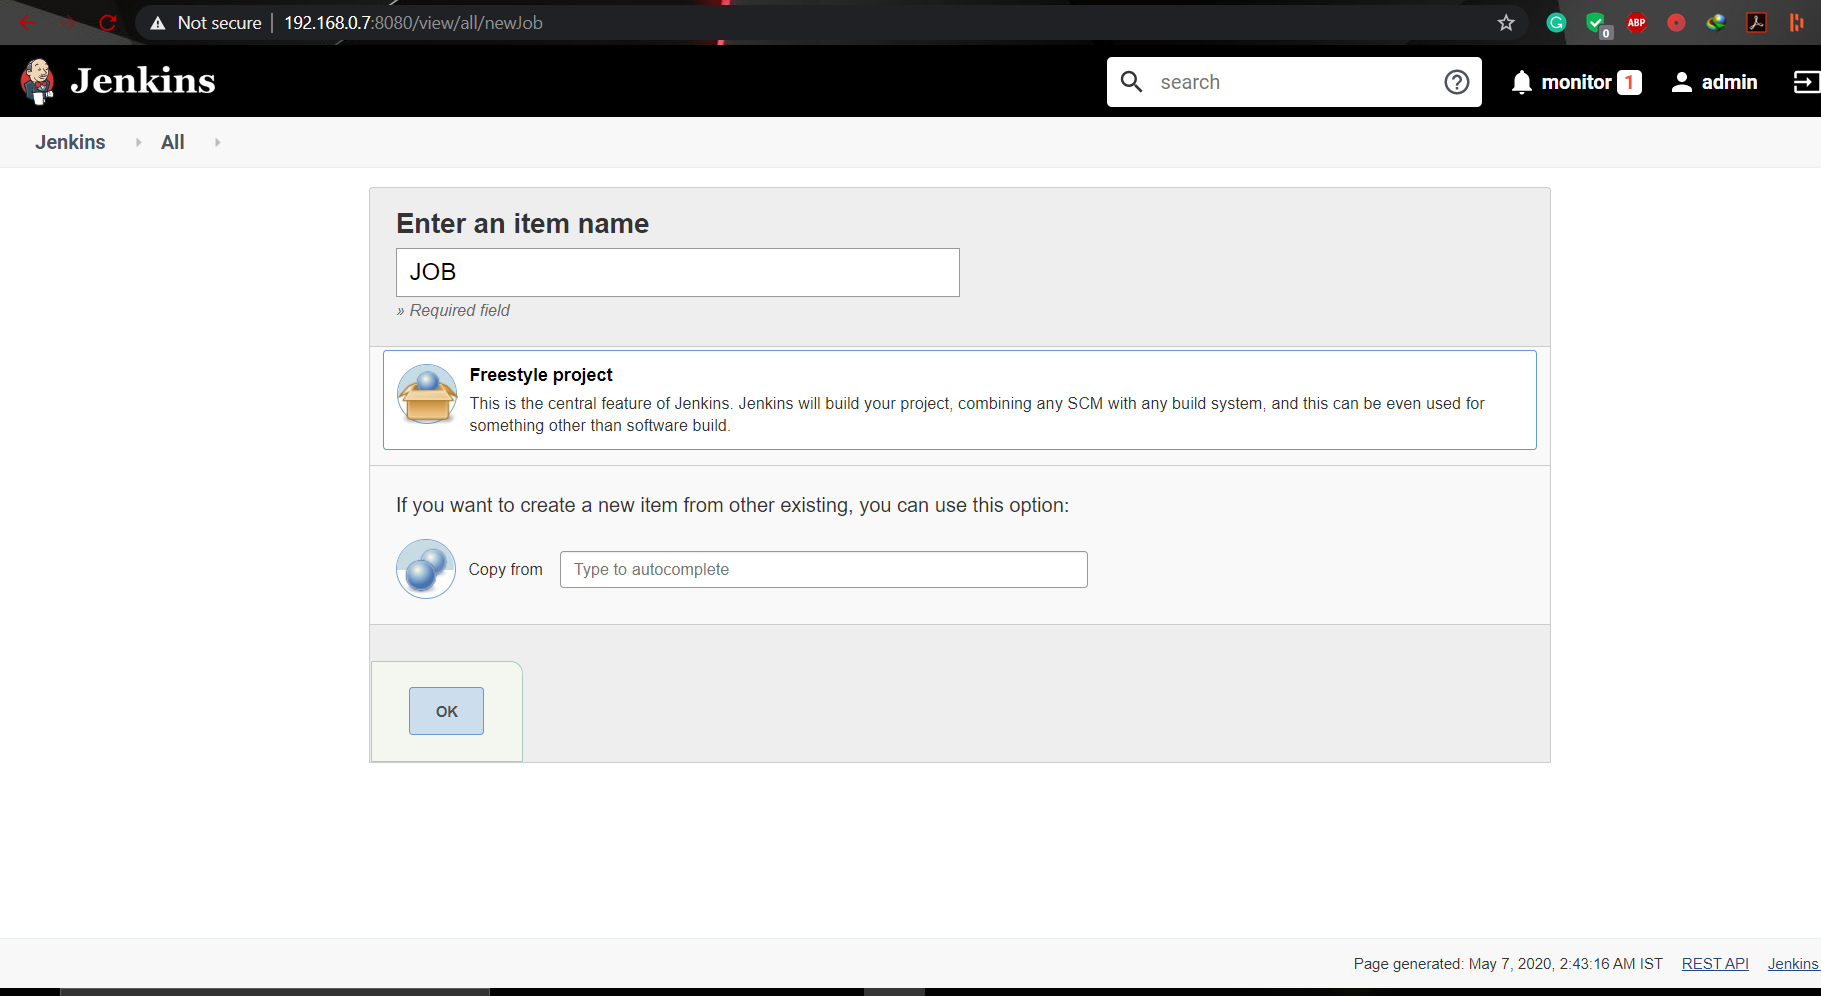 Not secure | 192.168.0.7:8080/view/all/newJob
0
ABP
Jenkins
search
monitor 1
admin
Jenkins
All
Enter an item name
JOB
» Required field
Freestyle project
This is the central feature of Jenkins. Jenkins will build your project, combining any SCM with any build system, and this can be even used for
something other than software build.
If you want to create a new item from other existing, you can use this option:
Copy from
Type to autocomplete
OK
Page generated: May 7, 2020, 2:43:16 AM IST
REST API
Jenkins